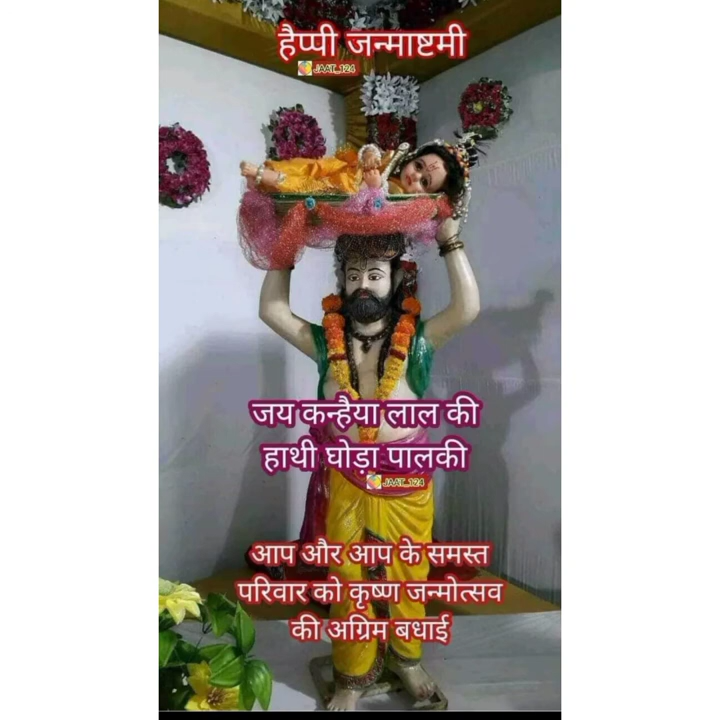 हैप्पी जन्माष्टमी
JAAT_124
जय कन्हैया लाल की
हाथी घोड़ा पालकी
JAAT_124
आप और आप के समस्त
परिवार को कृष्ण जन्मोत्सव
की अग्रिम बधाई